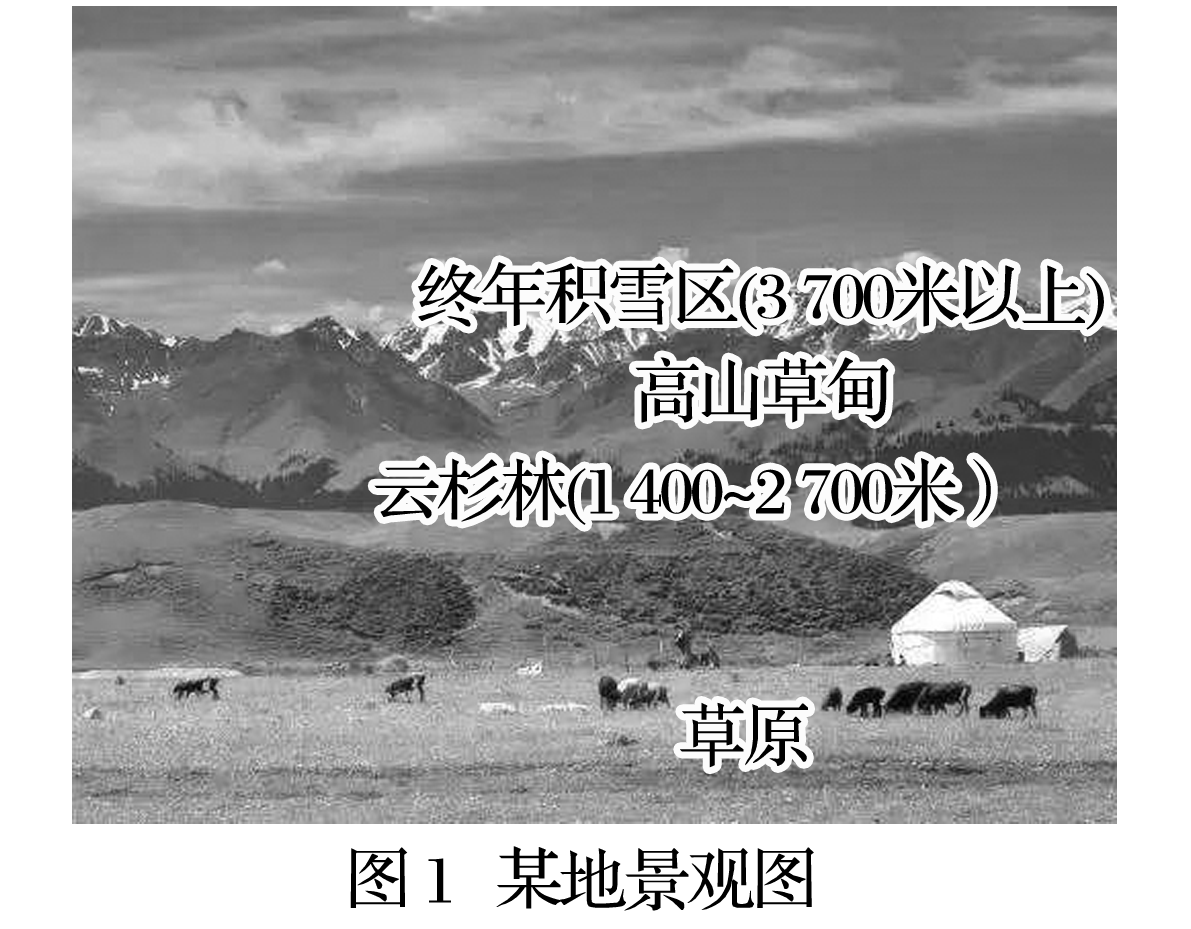 终年积雪区(3 700米以上)
高山草甸
云杉林(1 400~2 700米)
草原
图1 某地景观图